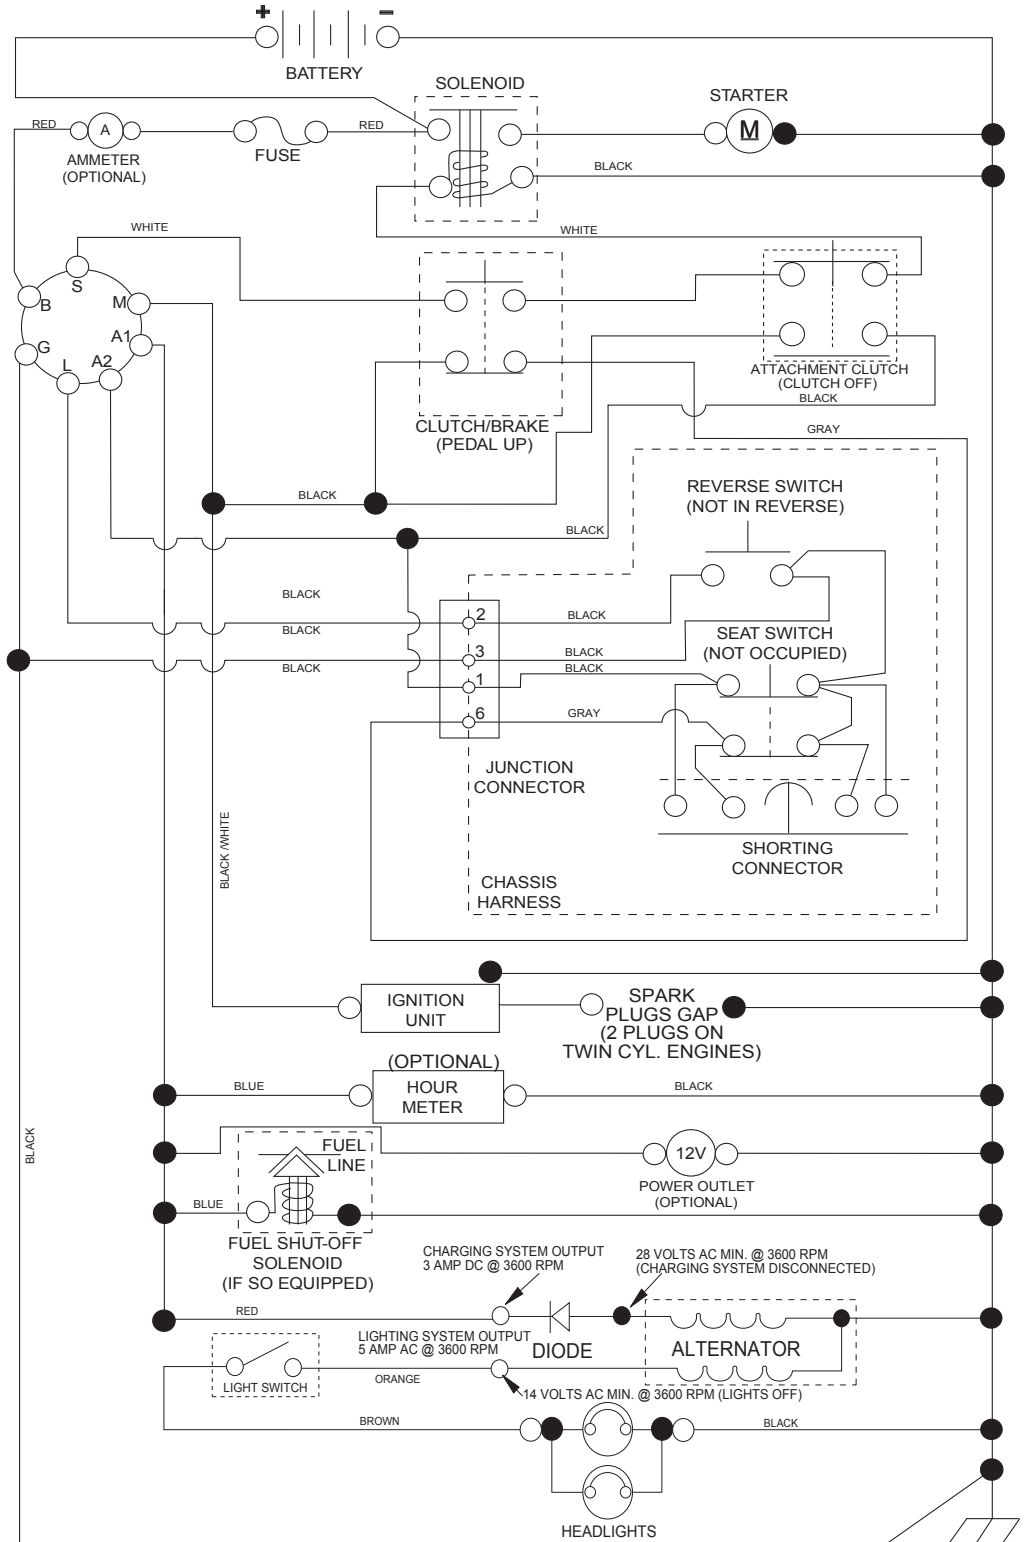 + −
BATTERY
SOLENOID
STARTER
RED
A
RED
M
AMMETER
(OPTIONAL)
FUSE
BLACK
WHITE
WHITE
S
B
M
A1
G
L
A2
ATTACHMENT CLUTCH
(CLUTCH OFF)
BLACK
CLUTCH/BRAKE
(PEDAL UP)
GRAY
BLACK
REVERSE SWITCH
(NOT IN REVERSE)
BLACK
BLACK
2
BLACK
BLACK
SEAT SWITCH
(NOT OCCUPIED)
3
BLACK
BLACK
BLACK
1
6
GRAY
JUNCTION
CONNECTOR
SHORTING
CONNECTOR
BLACK /WHITE
CHASSIS
HARNESS
IGNITION
UNIT
SPARK
PLUGS GAP
(2 PLUGS ON
TWIN CYL. ENGINES)
(OPTIONAL)
HOUR
METER
BLUE
BLACK
BLACK
FUEL
LINE
12V
POWER OUTLET
(OPTIONAL)
BLUE
FUEL SHUT-OFF
SOLENOID
(IF SO EQUIPPED)
CHARGING SYSTEM OUTPUT
3 AMP DC @ 3600 RPM
28 VOLTS AC MIN. @ 3600 RPM
(CHARGING SYSTEM DISCONNECTED)
RED
LIGHTING SYSTEM OUTPUT
5 AMP AC @ 3600 RPM
DIODE
ALTERNATOR
LIGHT SWITCH
ORANGE
14 VOLTS AC MIN. @ 3600 RPM (LIGHTS OFF)
BROWN
BLACK
HEADLIGHTS